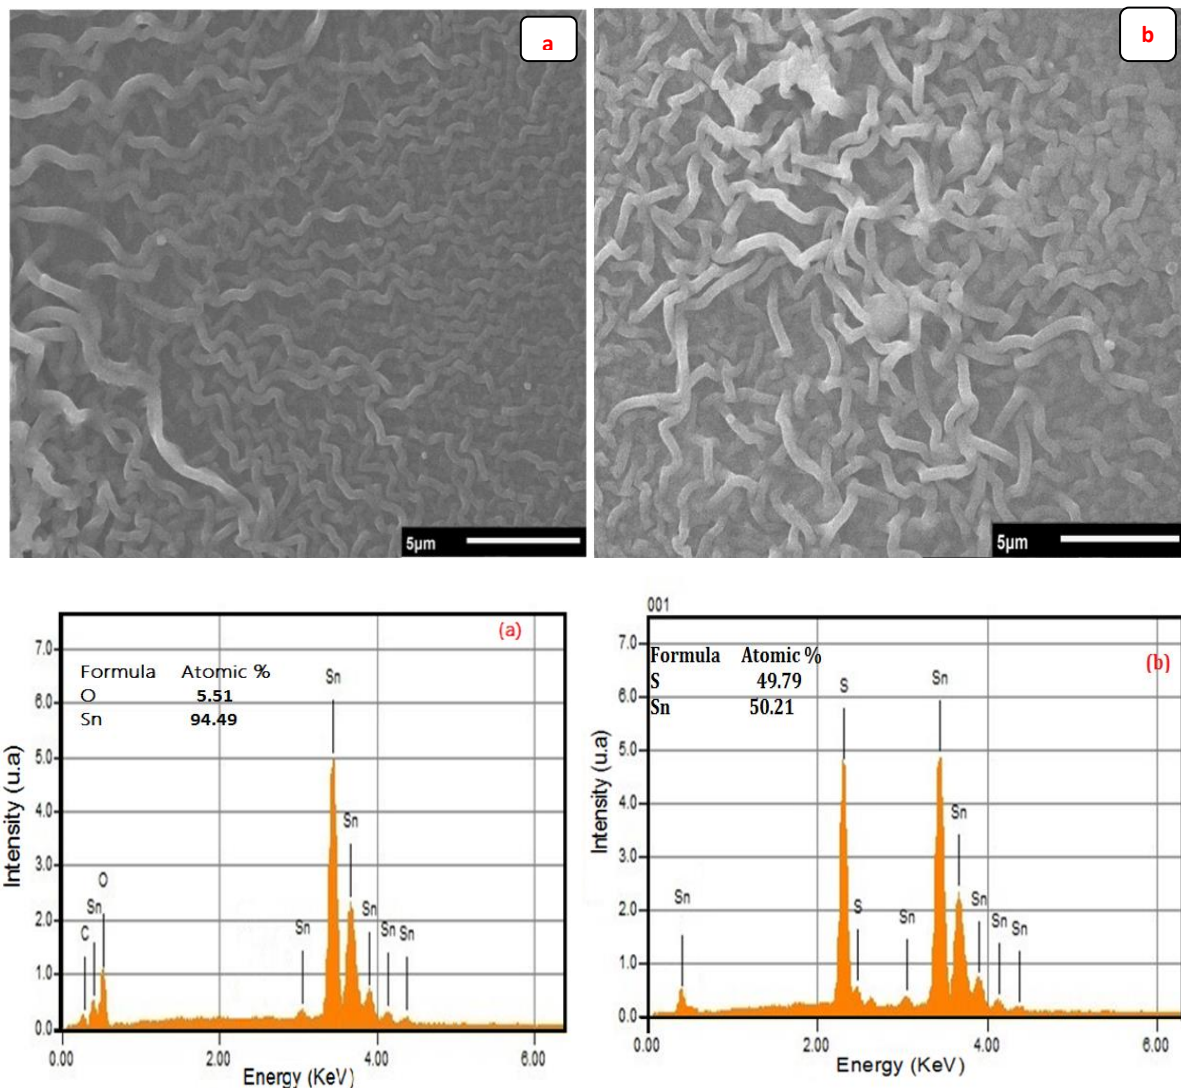 a
b
5µm
5µm
(a)
Formula Atomic %
O 5.51
Sn 94.49
Sn
Sn
O
Sn
C
Sn
Sn
Sn
Sn
7.0
6.0
5.0
4.0
3.0
2.0
1.0
0.0
Intensity (u.a)
0.00 2.00 4.00 6.00
Energy (KeV)
001
(b)
Formula Atomic %
S 49.79
Sn 50.21
S
Sn
Sn
Sn
S
Sn
Sn
Sn
Sn
7.0
6.0
5.0
4.0
3.0
2.0
1.0
0.0
Intensity (u.a)
0.00 2.00 4.00 6.00
Energy (KeV)